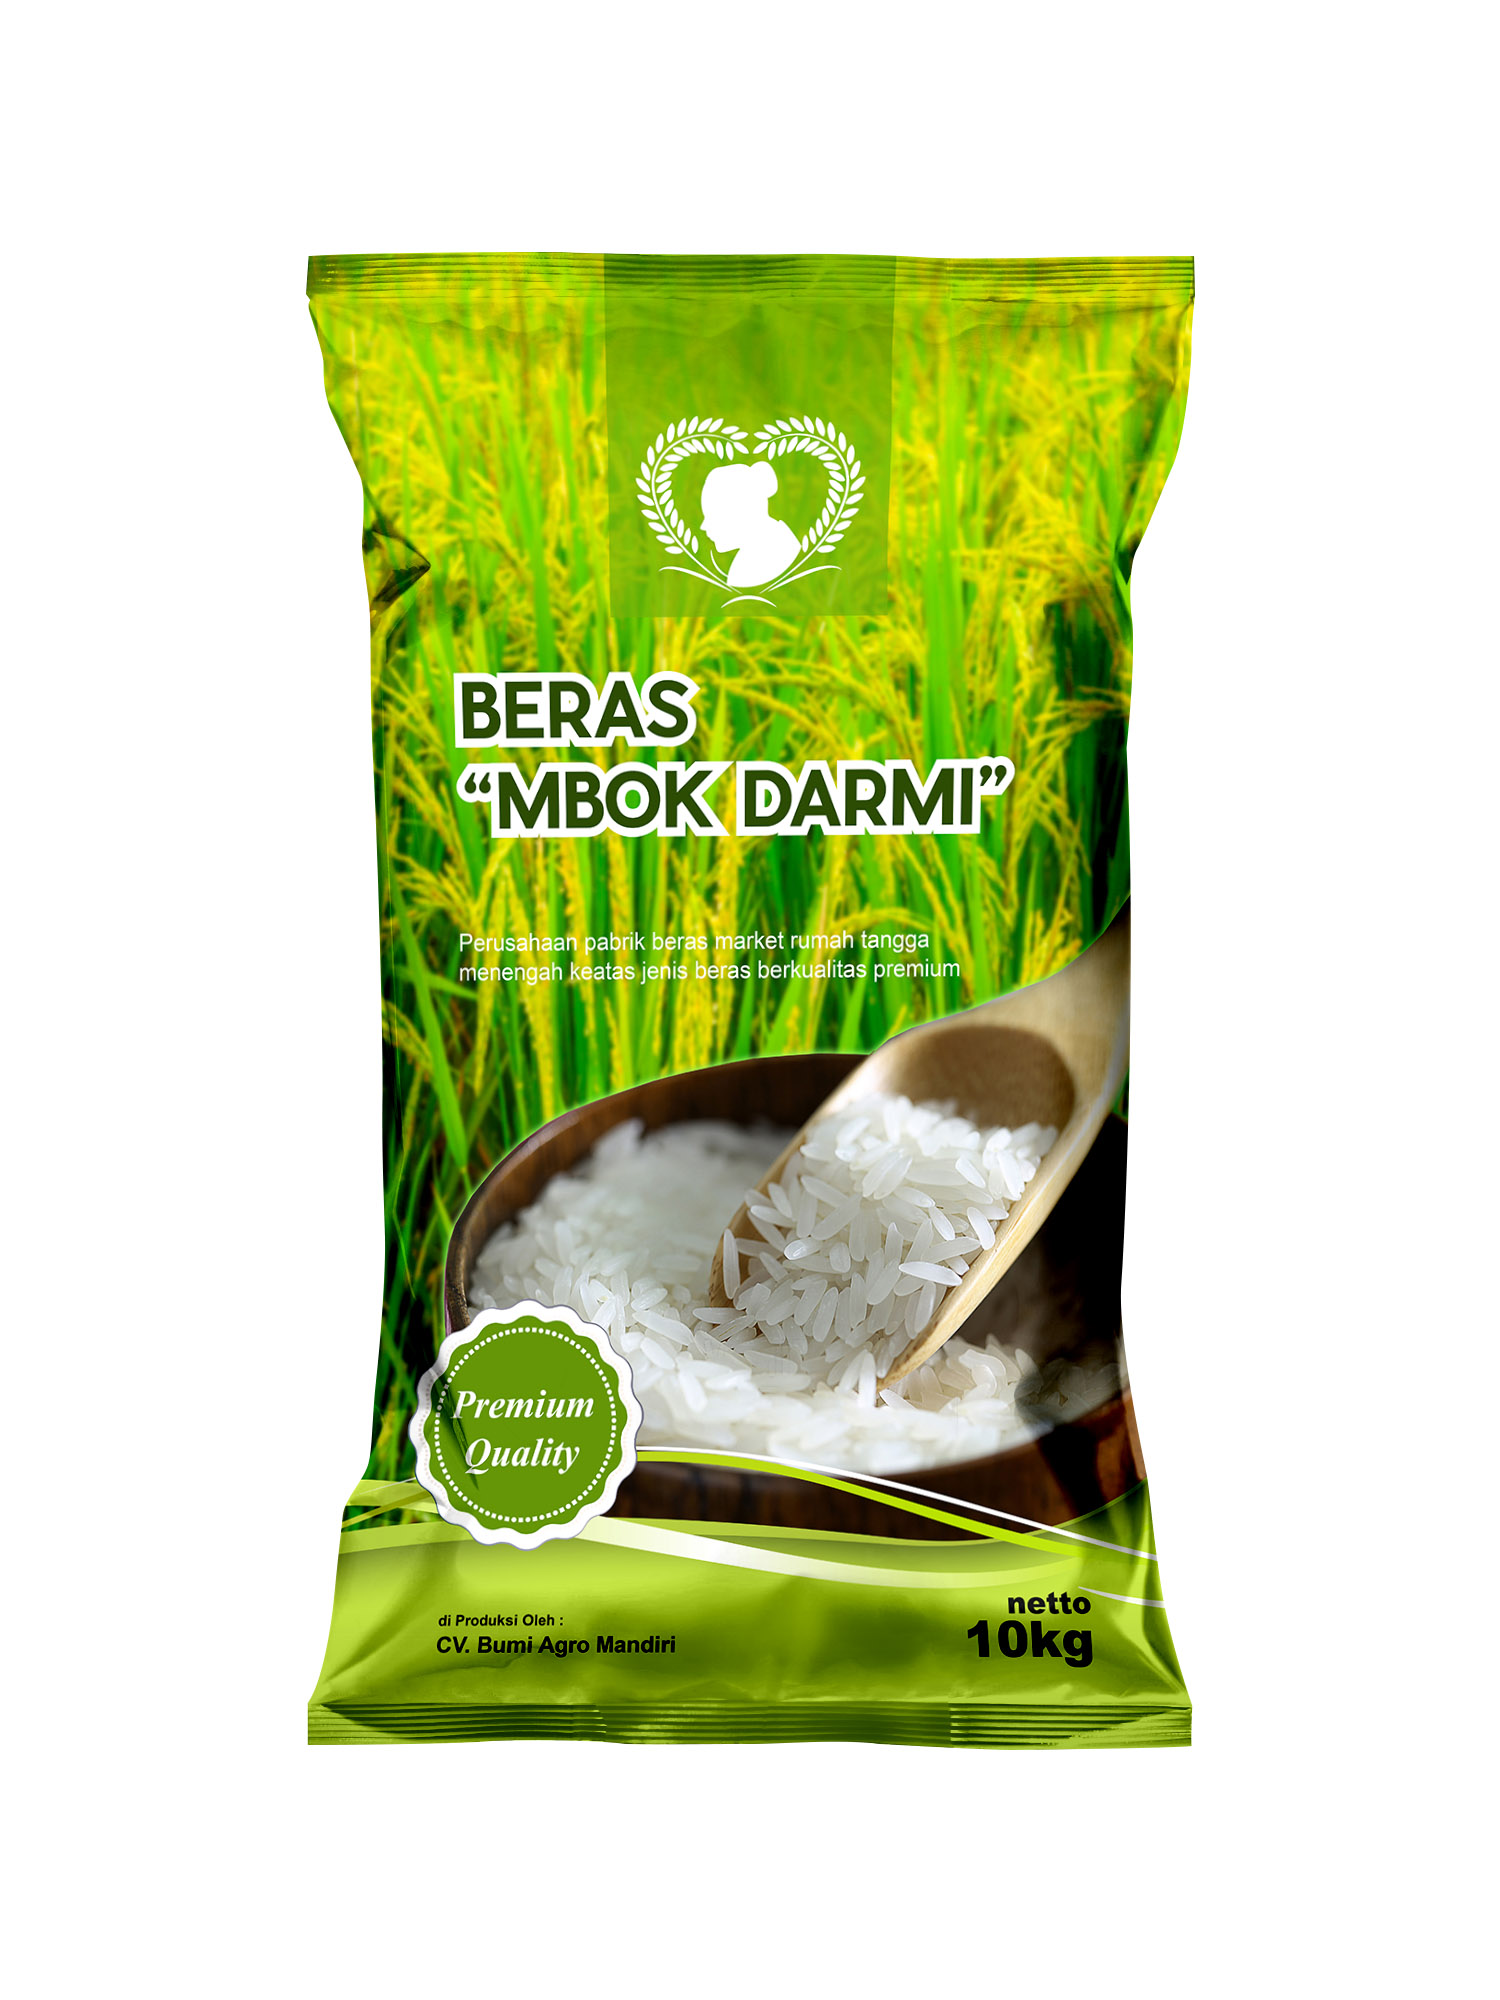 BERAS
“MBOK DARMI”
Perusahaan pabrik beras market rumah tangga
menengah keatas jenis beras berkualitas premium
Premium
Quality
di Produksi Oleh :
CV. Bumi Agro Mandiri
netto
10kg